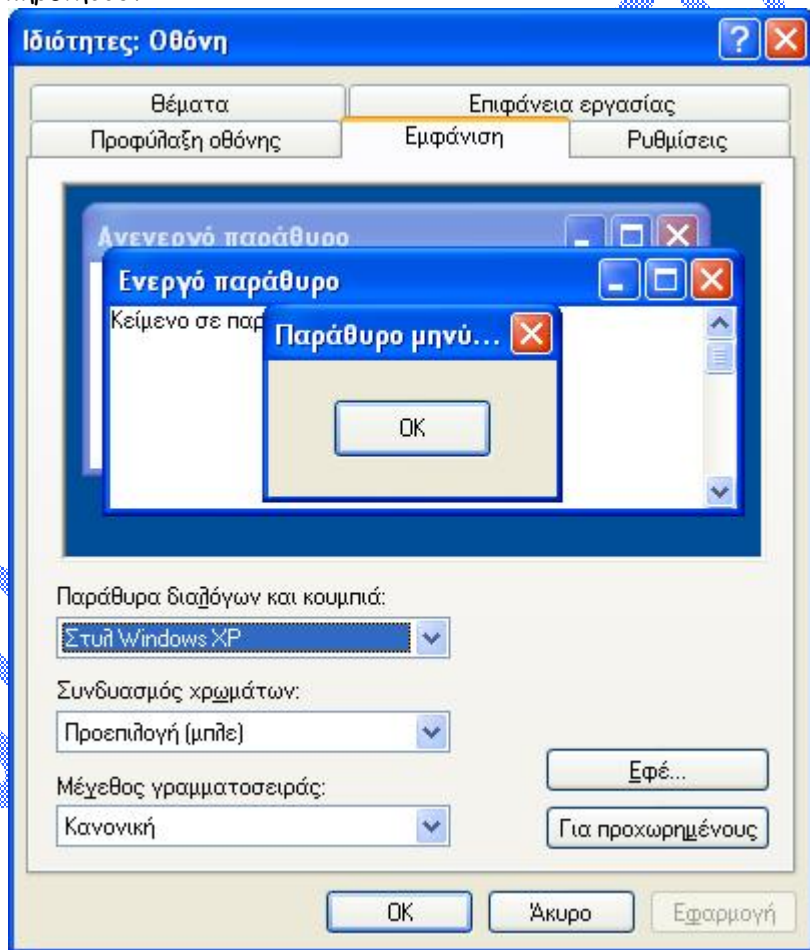 Ιδιότητες: Οθόνη
Θέματα
Επιφάνεια εργασίας
Προφύλαξη οθόνης
Εμφάνιση
Ρυθμίσεις
Ανενεργό παράθυρο
Ενεργό παράθυρο
Κείμενο σε παρ
Παράθυρο μηνύ...
OK
Παράθυρα διαλόγων και κουμπιά:
Στυλ Windows XP
Συνδυασμός χρωμάτων:
Προεπιλογή (μπλε)
Εφέ...
Μέγεθος γραμματοσειράς:
Κανονική
Για προχωρημένους
OK
Άκυρο
Εφαρμογή